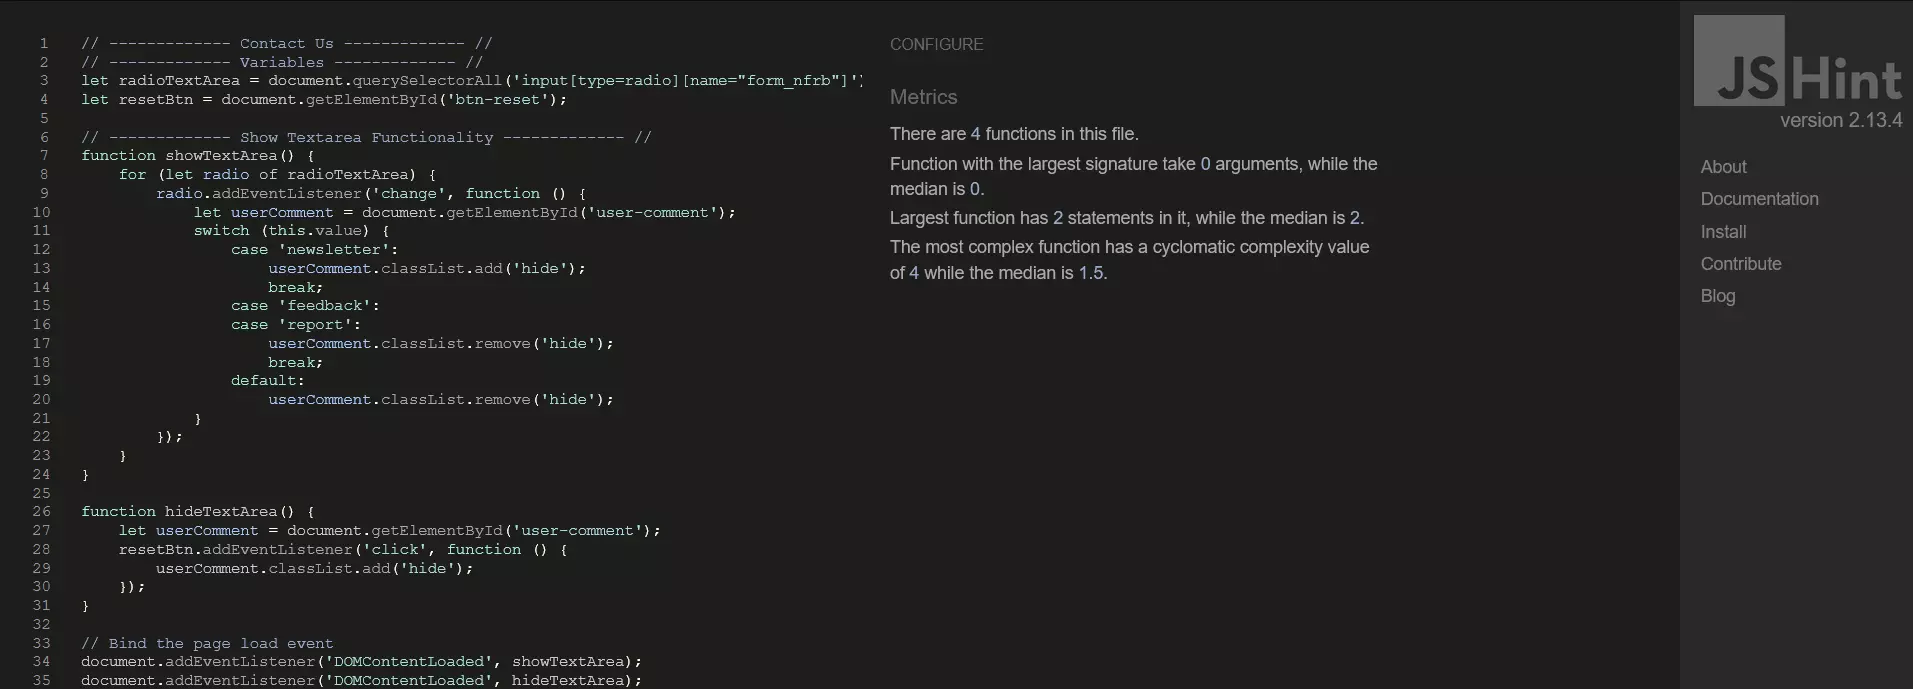 1 // ------------- Contact Us ------------- //
2 // ------------- Variables ------------- //
3 let radioTextArea = document.querySelectorAll('input[type=radio][name="form_nfrb"]')
4 let resetBtn = document.getElementById('btn-reset');
5
6 // ------------- Show Textarea Functionality ------------- //
7 function showTextArea() {
8 for (let radio of radioTextArea) {
9 radio.addEventListener('change', function () {
10 let userComment = document.getElementById('user-comment');
11 switch (this.value) {
12 case 'newsletter':
13 userComment.classList.add('hide');
14 break;
15 case 'feedback':
16 case 'report':
17 userComment.classList.remove('hide');
18 break;
19 default:
20 userComment.classList.remove('hide');
21 }
22 });
23 }
24 }
25
26 function hideTextArea() {
27 let userComment = document.getElementById('user-comment');
28 resetBtn.addEventListener('click', function () {
29 userComment.classList.add('hide');
30 });
31 }
32
33 // Bind the page load event
34 document.addEventListener('DOMContentLoaded', showTextArea);
35 document.addEventListener('DOMContentLoaded', hideTextArea);
CONFIGURE
Metrics
There are 4 functions in this file.
Function with the largest signature take 0 arguments, while the
median is 0.
Largest function has 2 statements in it, while the median is 2.
The most complex function has a cyclomatic complexity value
of 4 while the median is 1.5.
JSHint
version 2.13.4
About
Documentation
Install
Contribute
Blog